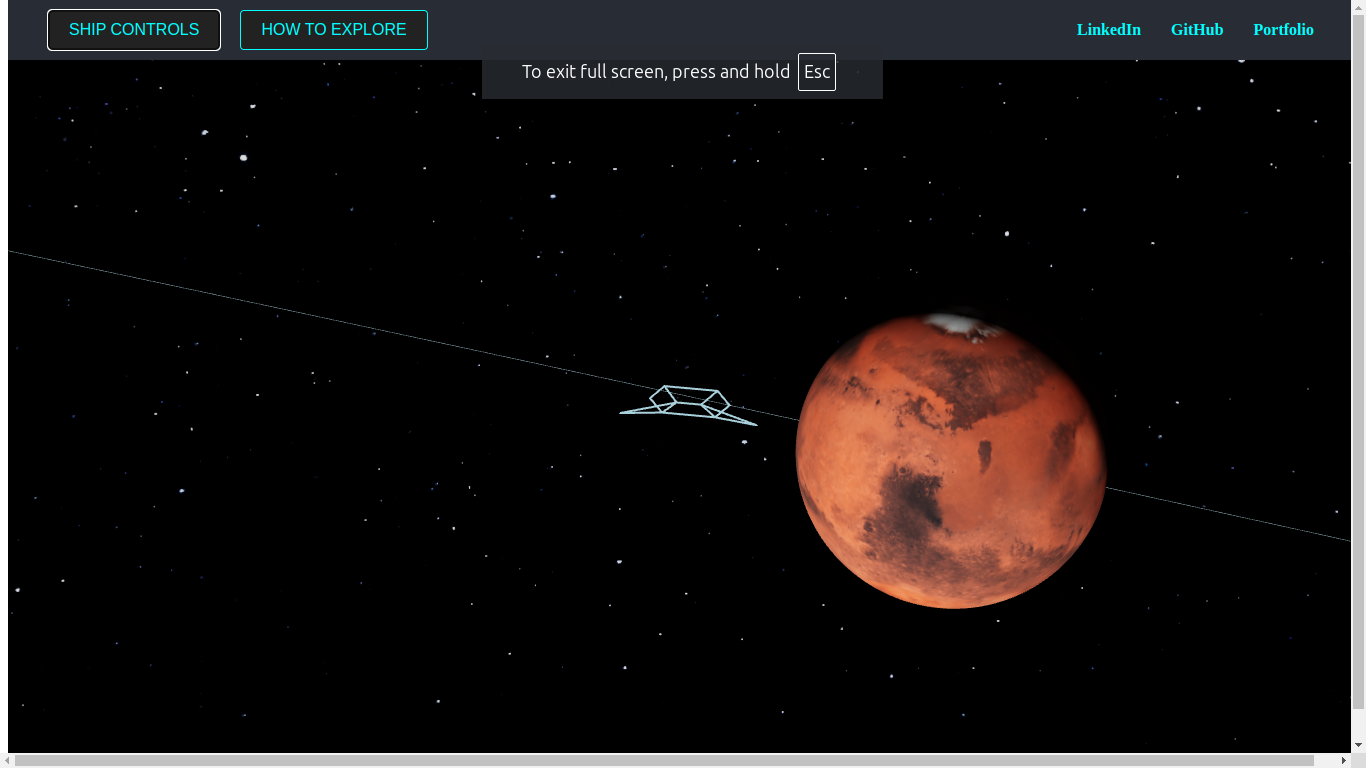 SHIP CONTROLS
HOW TO EXPLORE
LinkedIn
GitHub
Portfolio
To exit full screen, press and hold Esc